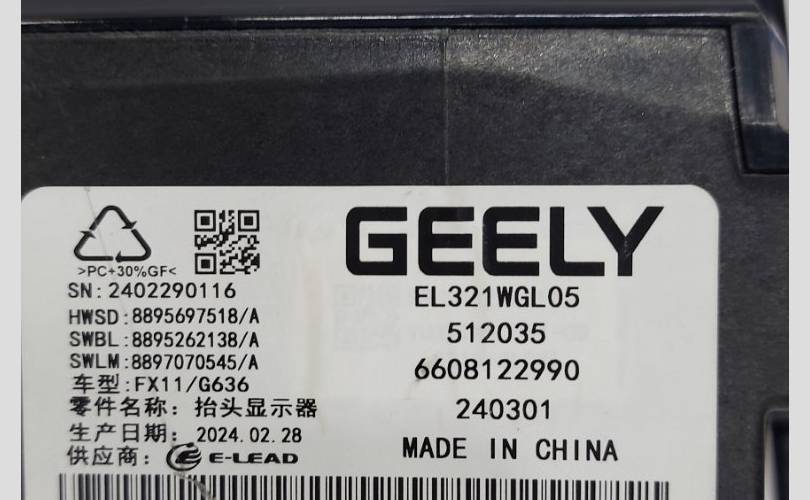 GEELY
>PC+30%GF<
SN:2402290116
HWSD:8895697518/A
SWBL:8895262138/A
SWLM:8897070545/A
车型:FX11/G636
零件名称：抬头显示器
生产日期：2024.02.28
供应商：E-LEAD
EL321WGL05
512035
6608122990
240301
MADE IN CHINA